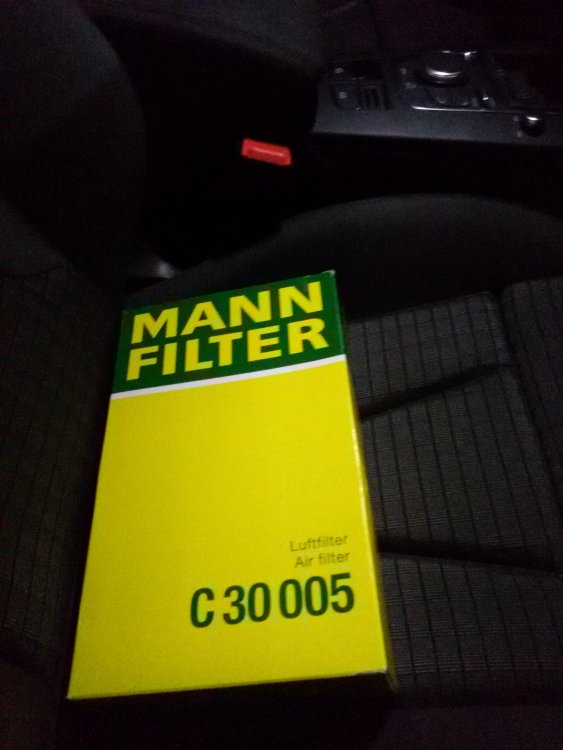 MANN
FILTER
Luftfilter
Air filter
C 30 005